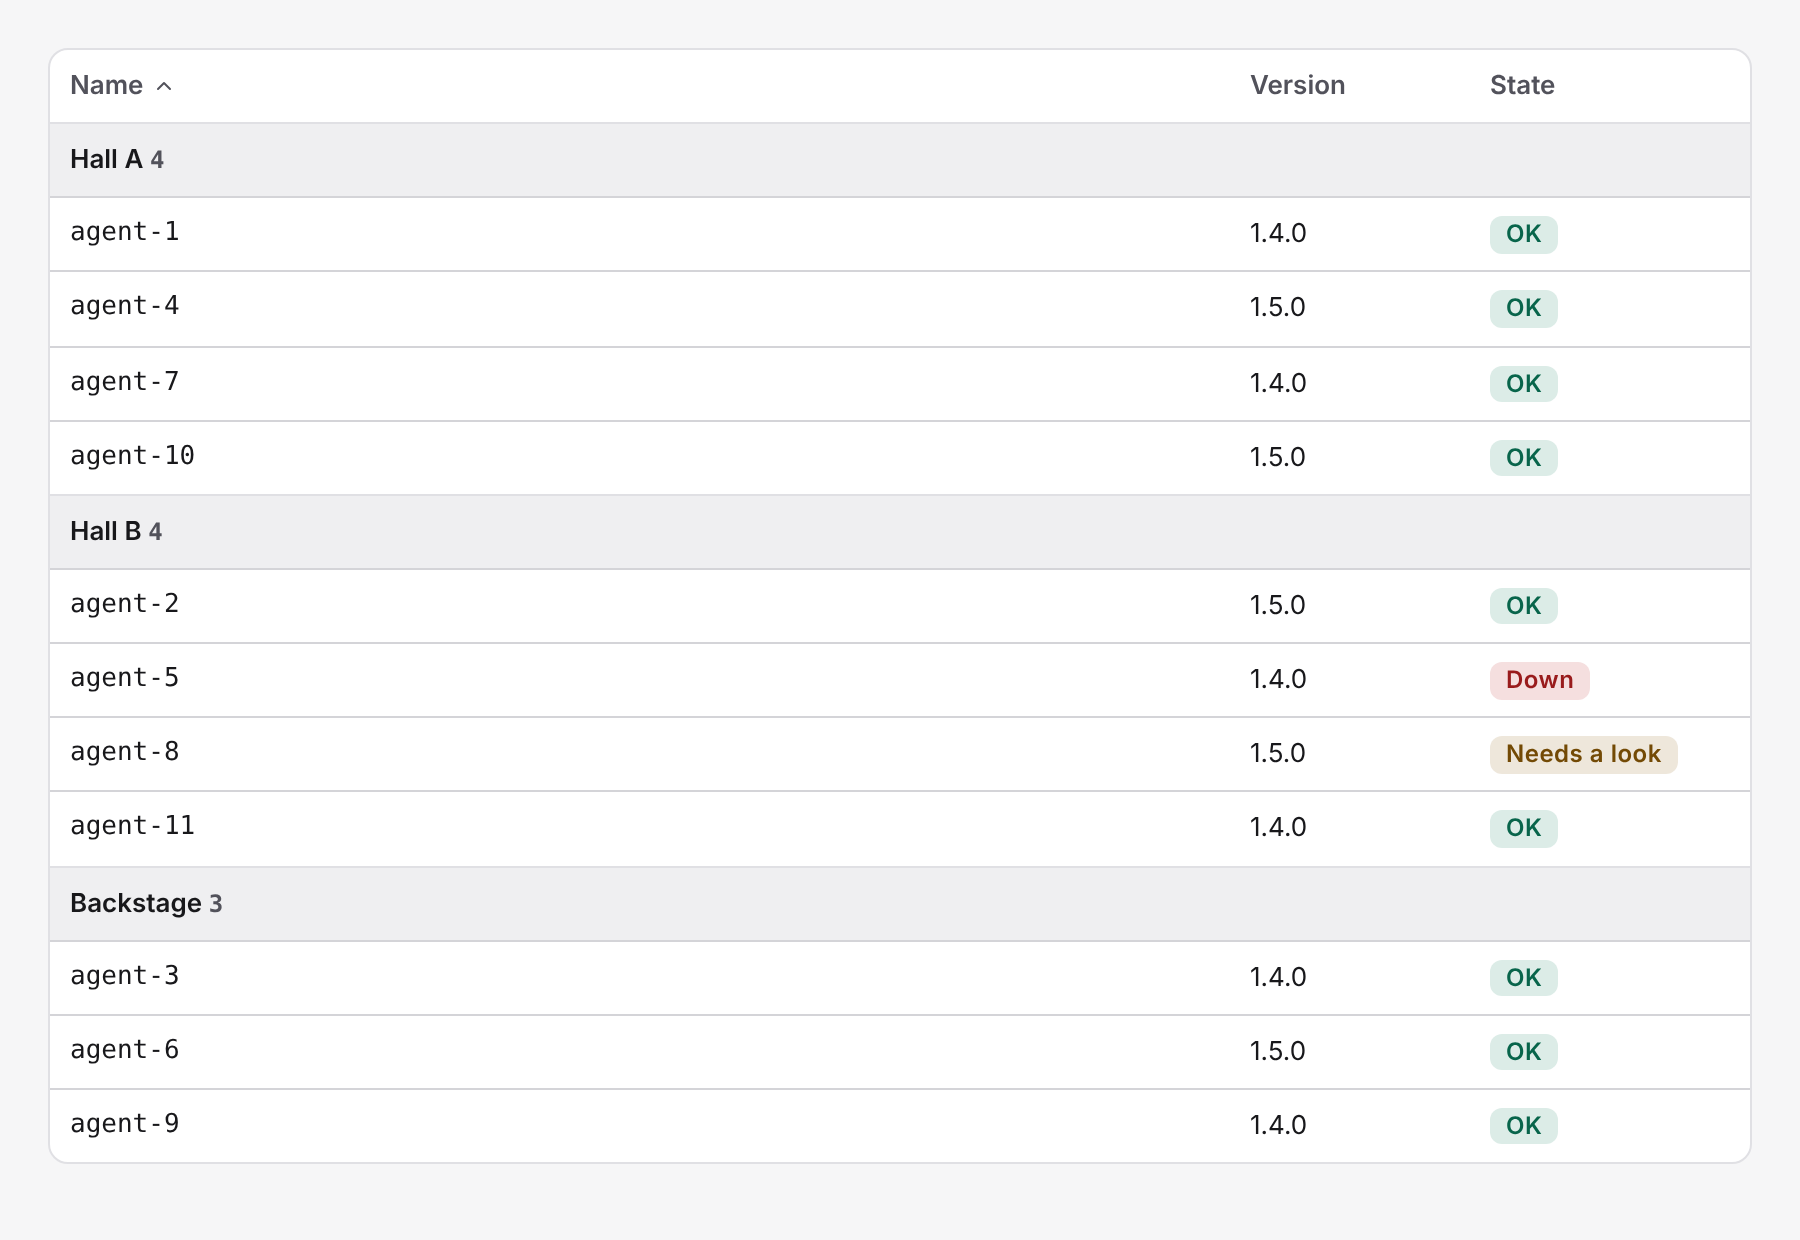 Name Version State
Hall A 4
agent-1 1.4.0 OK
agent-4 1.5.0 OK
agent-7 1.4.0 OK
agent-10 1.5.0 OK
Hall B 4
agent-2 1.5.0 OK
agent-5 1.4.0 Down
agent-8 1.5.0 Needs a look
agent-11 1.4.0 OK
Backstage 3
agent-3 1.4.0 OK
agent-6 1.5.0 OK
agent-9 1.4.0 OK